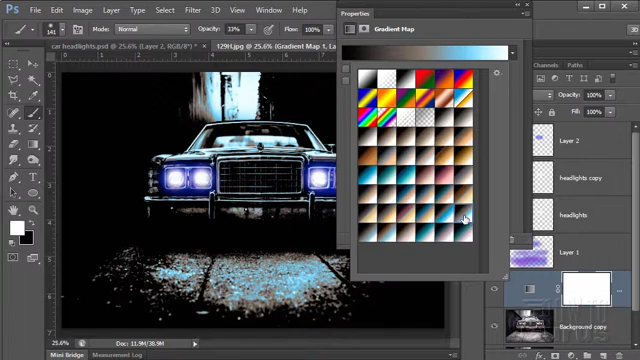 Ps File Edit Image Layer Type Select Filter 3D View Window
141 Mode: Normal Opacity: 33% Flow: 100%
Properties
car headlights.psd @ 25.6% (Layer 2, RGB/8*) * × 129H.jpg @ 25.6% (Gradient Map 1, L
Gradient Map
Channels Paths
Opacity: 100%
Fill: 100%
Layer 2
headlights copy
headlights
Layer 1
Background copy
25.6% Doc: 11.9M/38.9M
Mini Bridge Measurement Log